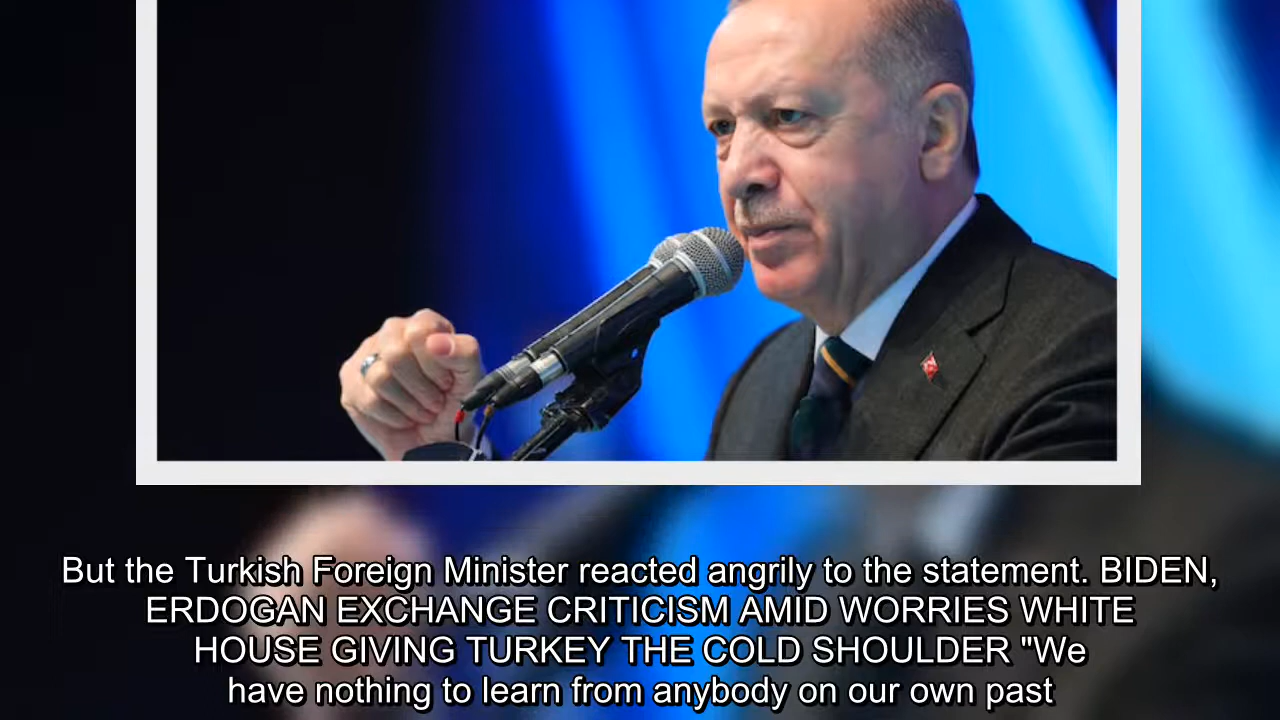 But the Turkish Foreign Minister reacted angrily to the statement. BIDEN,
ERDOGAN EXCHANGE CRITICISM AMID WORRIES WHITE
HOUSE GIVING TURKEY THE COLD SHOULDER "We
have nothing to learn from anybody on our own past